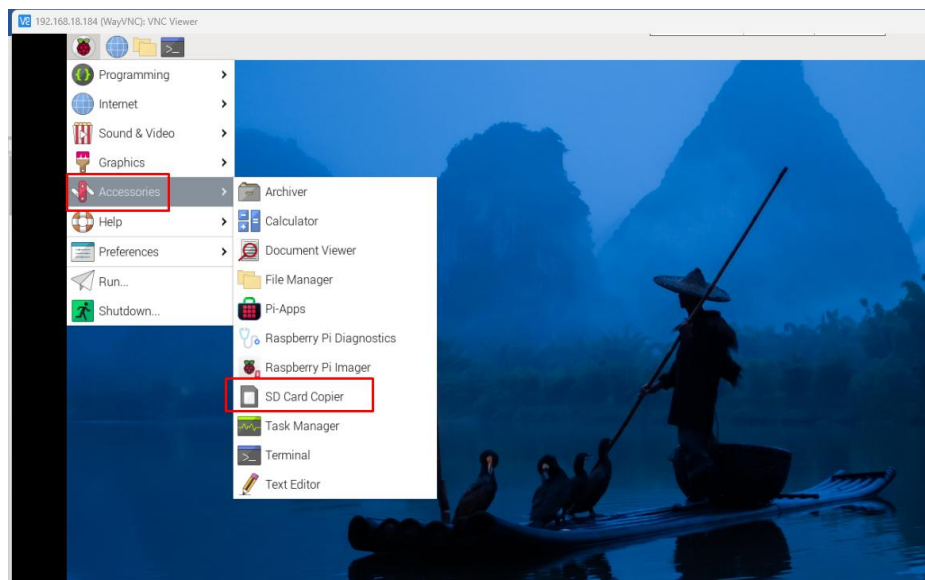 192.168.18.184 (WayVNC): VNC Viewer
Programming
Internet
Sound & Video
Graphics
Accessories
Help
Preferences
Run...
Shutdown...
Archiver
Calculator
Document Viewer
File Manager
Pi-Apps
Raspberry Pi Diagnostics
Raspberry Pi Imager
SD Card Copier
Task Manager
Terminal
Text Editor